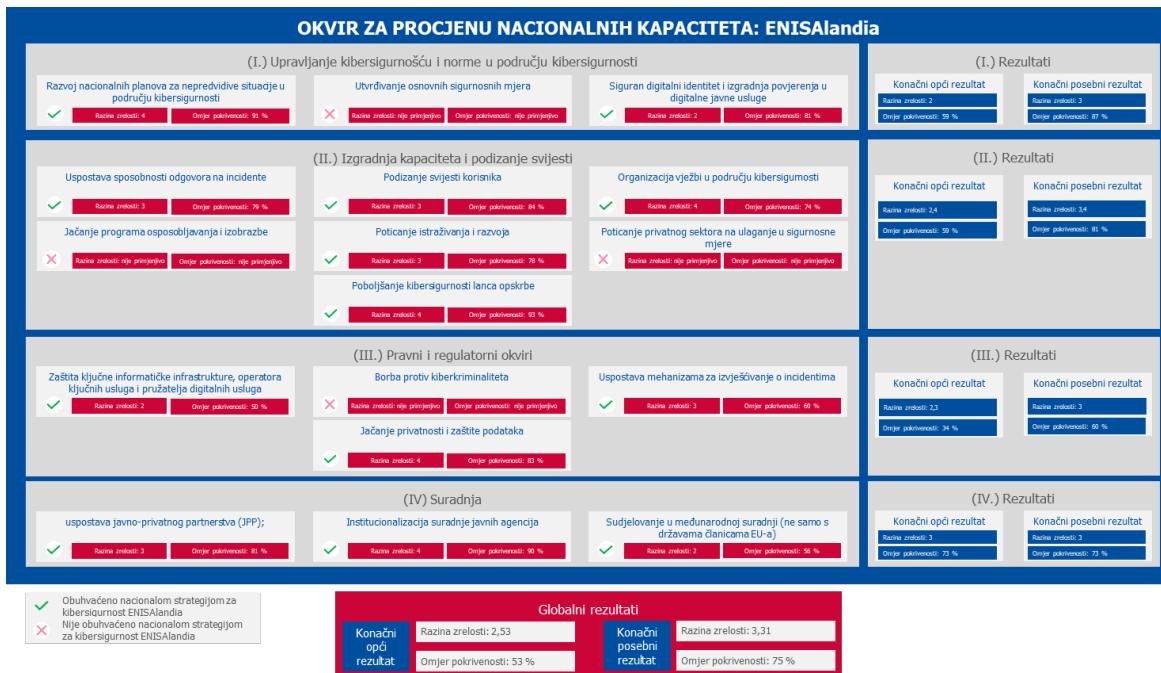 OKVIR ZA PROCJENU NACIONALNIH KAPACITETA: ENISAlandia
(I.) Upravljanje kibersigurnošću i norme u području kibersigurnosti
Razvoj nacionalnih planova za nepredvidive situacije u
području kibersigurnosti
Razina zrelosti: 4
Omjer pokrivenosti: 91 %
Utvrđivanje osnovnih sigurnosnih mjera
Razina zrelosti: nije primjenjivo
Omjer pokrivenosti: nije primjenjivo
Siguran digitalni identitet i izgradnja povjerenja u
digitalne javne usluge
Razina zrelosti: 2
Omjer pokrivenosti: 81 %
(I.) Rezultati
Konačni opći rezultat
Razina zrelosti: 2
Omjer pokrivenosti: 59 %
Konačni posebni rezultat
Razina zrelosti: 3
Omjer pokrivenosti: 87 %
(II.) Izgradnja kapaciteta i podizanje svijesti
Uspostava sposobnosti odgovora na incidente
Razina zrelosti: 3
Omjer pokrivenosti: 79 %
Podizanje svijesti korisnika
Razina zrelosti: 3
Omjer pokrivenosti: 84 %
Organizacija vježbi u području kibersigurnosti
Razina zrelosti: 4
Omjer pokrivenosti: 74 %
Jačanje programa osposobljavanja i izobrazbe
Razina zrelosti: nije primjenjivo
Omjer pokrivenosti: nije primjenjivo
Poticanje istraživanja i razvoja
Razina zrelosti: 3
Omjer pokrivenosti: 78 %
Poticanje privatnog sektora na ulaganje u sigurnosne
mjere
Razina zrelosti: nije primjenjivo
Omjer pokrivenosti: nije primjenjivo
Poboljšanje kibersigurnosti lanca opskrbe
Razina zrelosti: 4
Omjer pokrivenosti: 93 %
(II.) Rezultati
Konačni opći rezultat
Razina zrelosti: 2,4
Omjer pokrivenosti: 59 %
Konačni posebni rezultat
Razina zrelosti: 3,4
Omjer pokrivenosti: 81 %
(III.) Pravni i regulatorni okviri
Zaštita ključne informatičke infrastrukture, operatora
ključnih usluga i pružatelja digitalnih usluga
Razina zrelosti: 2
Omjer pokrivenosti: 50 %
Borba protiv kiberkriminaliteta
Razina zrelosti: nije primjenjivo
Omjer pokrivenosti: nije primjenjivo
Uspostava mehanizama za izvješćivanje o incidentima
Razina zrelosti: 3
Omjer pokrivenosti: 60 %
Jačanje privatnosti i zaštite podataka
Razina zrelosti: 4
Omjer pokrivenosti: 83 %
(III.) Rezultati
Konačni opći rezultat
Razina zrelosti: 2,3
Omjer pokrivenosti: 34 %
Konačni posebni rezultat
Razina zrelosti: 3
Omjer pokrivenosti: 60 %
(IV) Suradnja
uspostava javno-privatnog partnerstva (JPP);
Razina zrelosti: 3
Omjer pokrivenosti: 81 %
Institucionalizacija suradnje javnih agencija
Razina zrelosti: 4
Omjer pokrivenosti: 90 %
Sudjelovanje u međunarodnoj suradnji (ne samo s
državama članicama EU-a)
Razina zrelosti: 2
Omjer pokrivenosti: 56 %
(IV.) Rezultati
Konačni opći rezultat
Razina zrelosti: 3
Omjer pokrivenosti: 73 %
Konačni posebni rezultat
Razina zrelosti: 3
Omjer pokrivenosti: 73 %
Obuhvaćeno nacionalom strategijom za
kibersigurnost ENISAlandia
Nije obuhvaćeno nacionalom strategijom
za kibersigurnost ENISAlandia
Globalni rezultati
Konačni
opći
rezultat
Razina zrelosti: 2,53
Omjer pokrivenosti: 53 %
Konačni
posebni
rezultat
Razina zrelosti: 3,31
Omjer pokrivenosti: 75 %